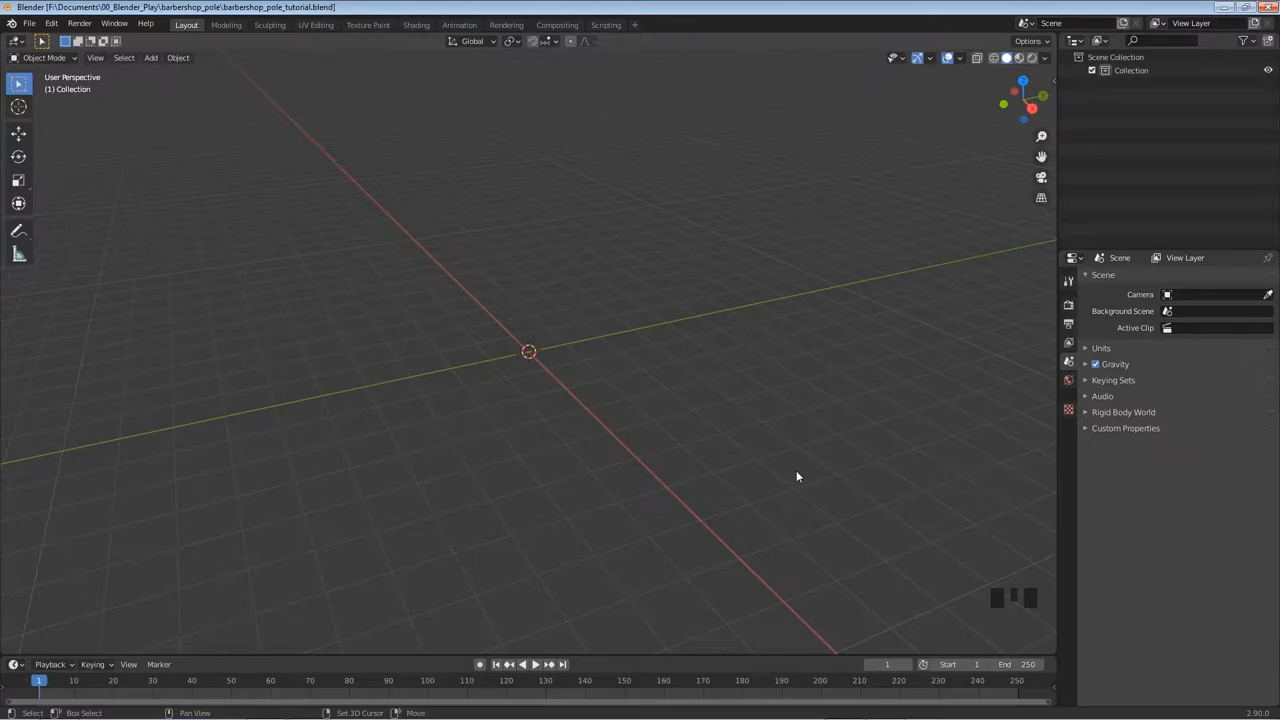 Blender [F:\Documents\00_Blender_Play\barbershop_pole\barbershop_pole_tutorial.blend]
File Edit Render Window Help Layout Modeling Sculpting UV Editing Texture Paint Shading Animation Rendering Compositing Scripting + Scene View Layer
Global Options
Object Mode View Select Add Object
User Perspective
(1) Collection
Scene Collection
Collection
Z
Y
X
Scene View Layer
Scene
Camera
Background Scene
Active Clip
Units
Gravity
Keying Sets
Audio
Rigid Body World
Custom Properties
Playback Keying View Marker 1 Start 1 End 250
1 10 20 30 40 50 60 70 80 90 100 110 120 130 140 150 160 170 180 190 200 210 220 230 240 250
Select Box Select Pan View Set 3D Cursor Move 2.90.0